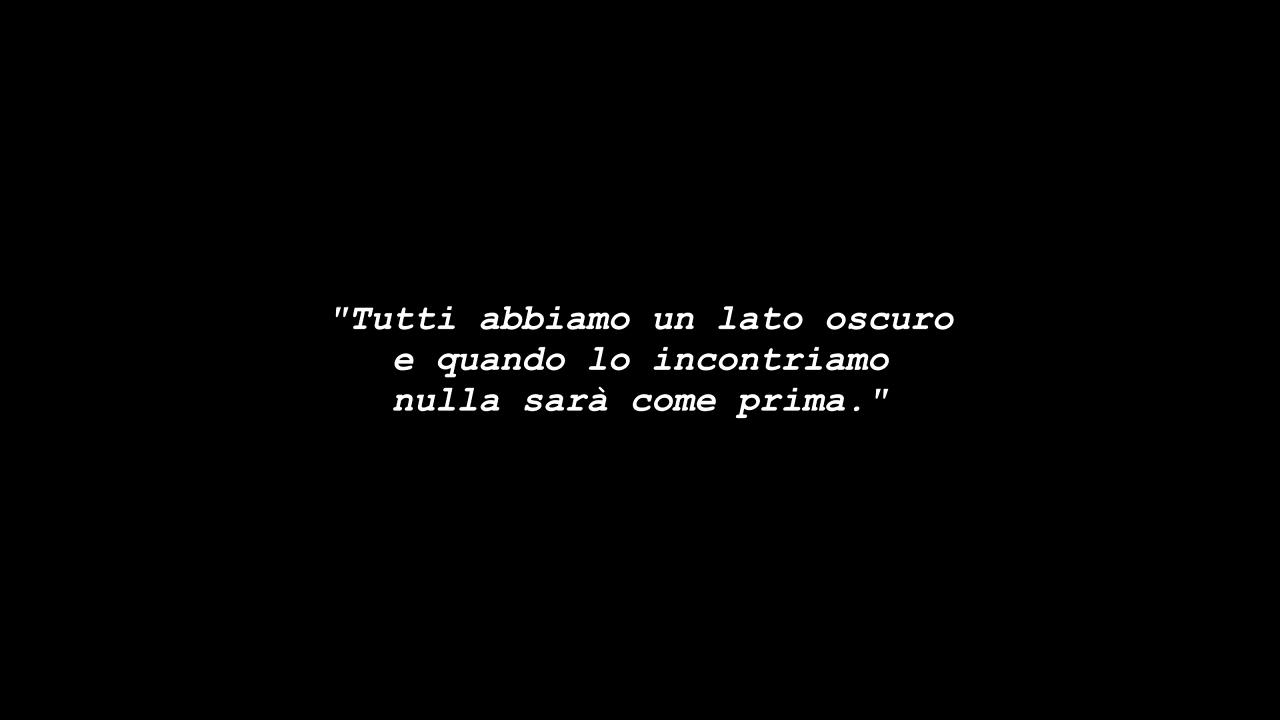 "Tutti abbiamo un lato oscuro
e quando lo incontriamo
nulla sarà come prima."